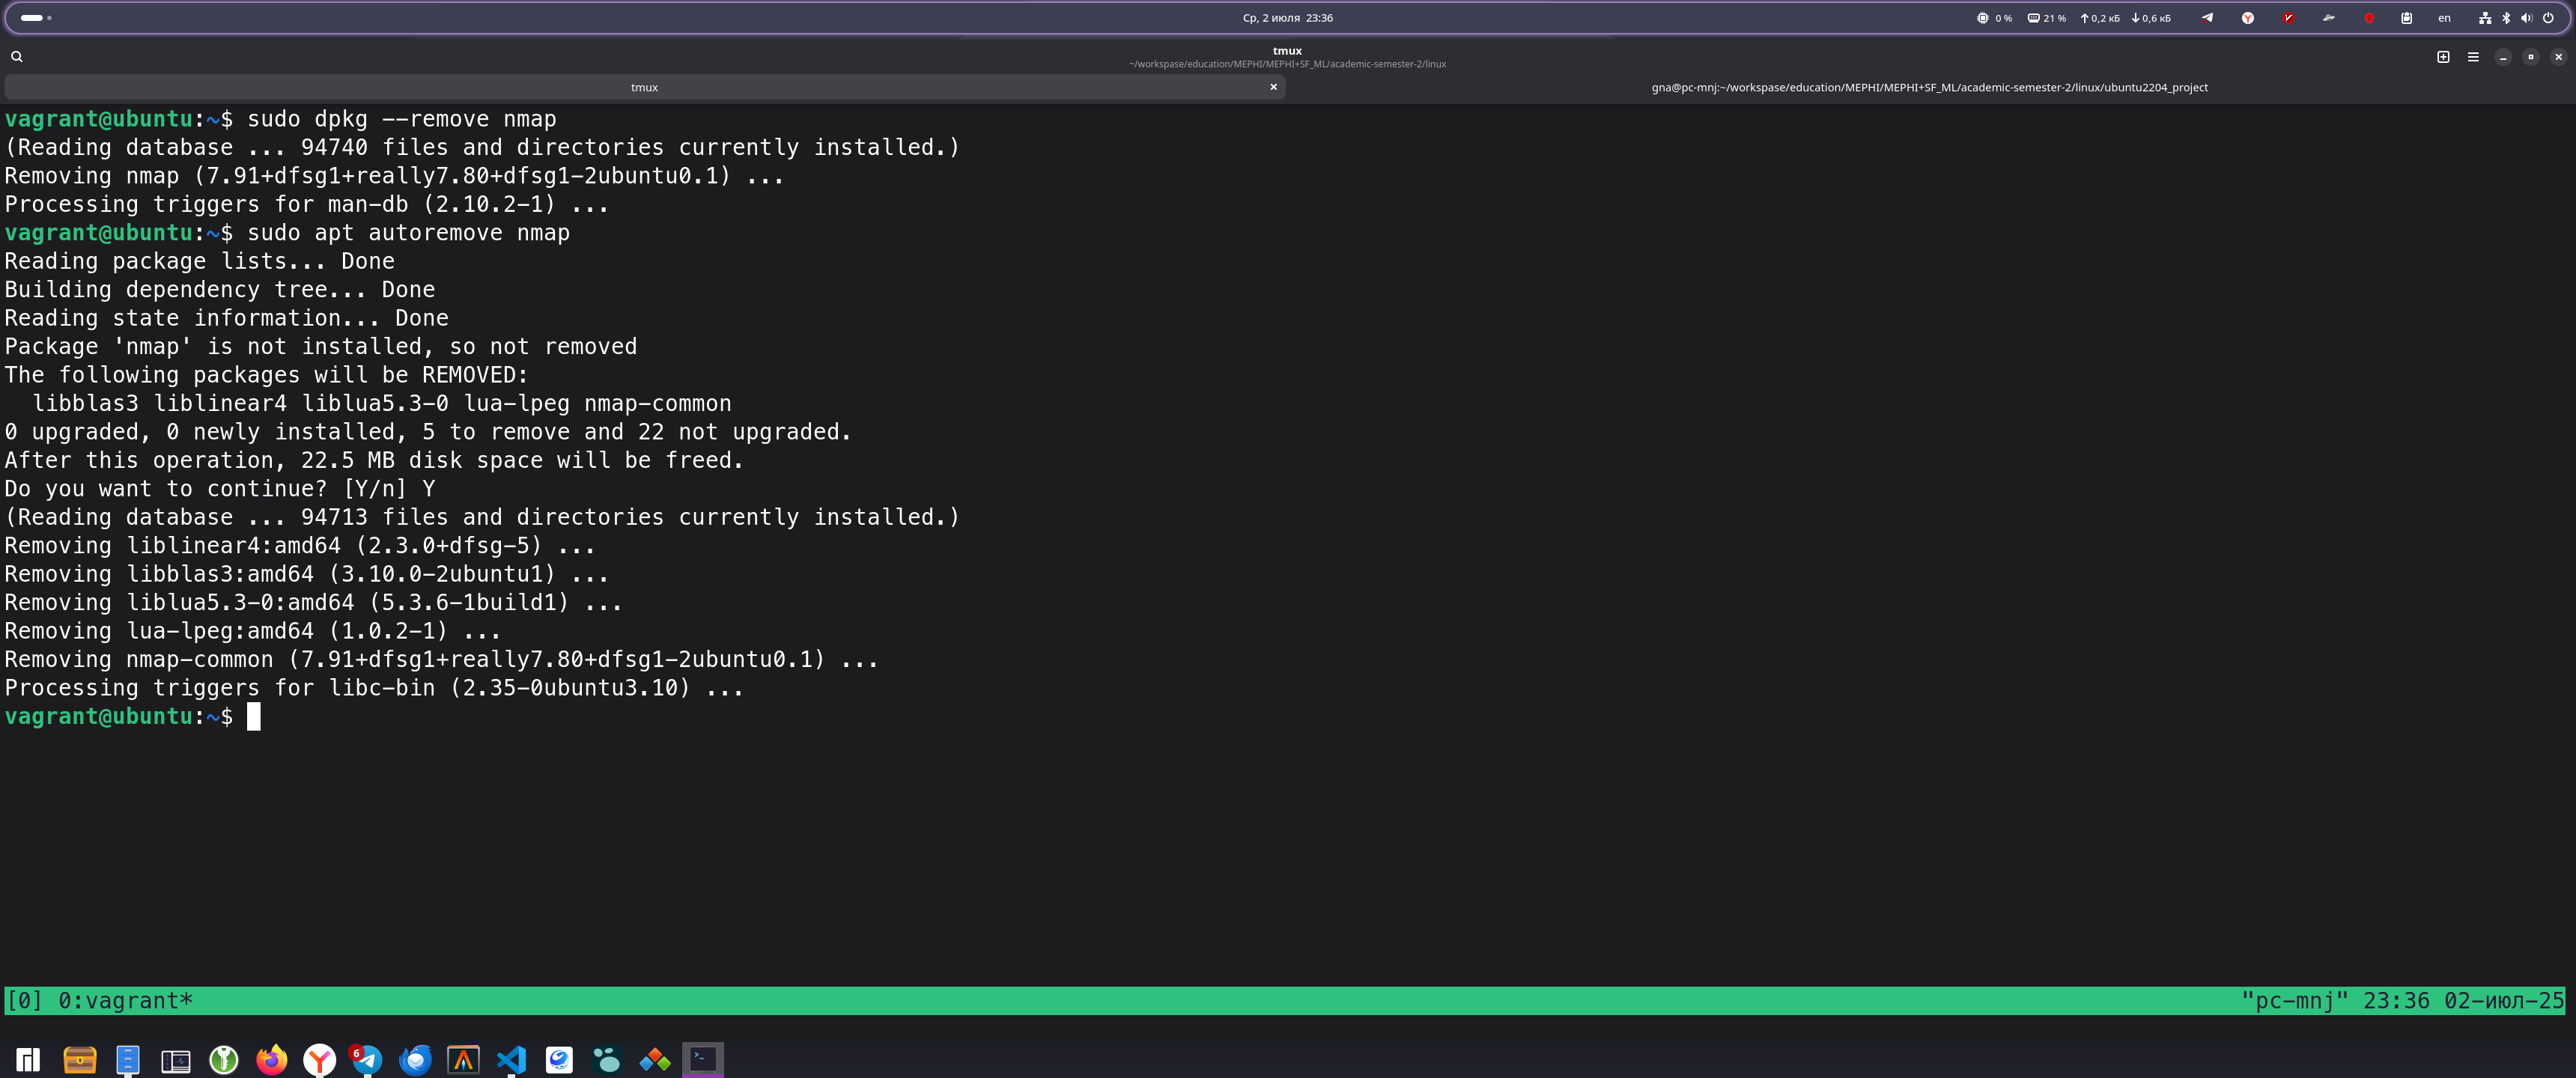 Ср, 2 июля 23:36
0 % 21 % 0,2 кБ 0,6 кБ en
tmux
~/workspase/education/MEPHI/MEPHI+SF_ML/academic-semester-2/linux
tmux
gna@pc-mnj:~/workspase/education/MEPHI/MEPHI+SF_ML/academic-semester-2/linux/ubuntu2204_project
vagrant@ubuntu:~$ sudo dpkg --remove nmap
(Reading database ... 94740 files and directories currently installed.)
Removing nmap (7.91+dfsg1+really7.80+dfsg1-2ubuntu0.1) ...
Processing triggers for man-db (2.10.2-1) ...
vagrant@ubuntu:~$ sudo apt autoremove nmap
Reading package lists... Done
Building dependency tree... Done
Reading state information... Done
Package 'nmap' is not installed, so not removed
The following packages will be REMOVED:
  libblas3 liblinear4 liblua5.3-0 lua-lpeg nmap-common
0 upgraded, 0 newly installed, 5 to remove and 22 not upgraded.
After this operation, 22.5 MB disk space will be freed.
Do you want to continue? [Y/n] Y
(Reading database ... 94713 files and directories currently installed.)
Removing liblinear4:amd64 (2.3.0+dfsg-5) ...
Removing libblas3:amd64 (3.10.0-2ubuntu1) ...
Removing liblua5.3-0:amd64 (5.3.6-1build1) ...
Removing lua-lpeg:amd64 (1.0.2-1) ...
Removing nmap-common (7.91+dfsg1+really7.80+dfsg1-2ubuntu0.1) ...
Processing triggers for libc-bin (2.35-0ubuntu3.10) ...
vagrant@ubuntu:~$
[0] 0:vagrant* "pc-mnj" 23:36 02-июл-25
6